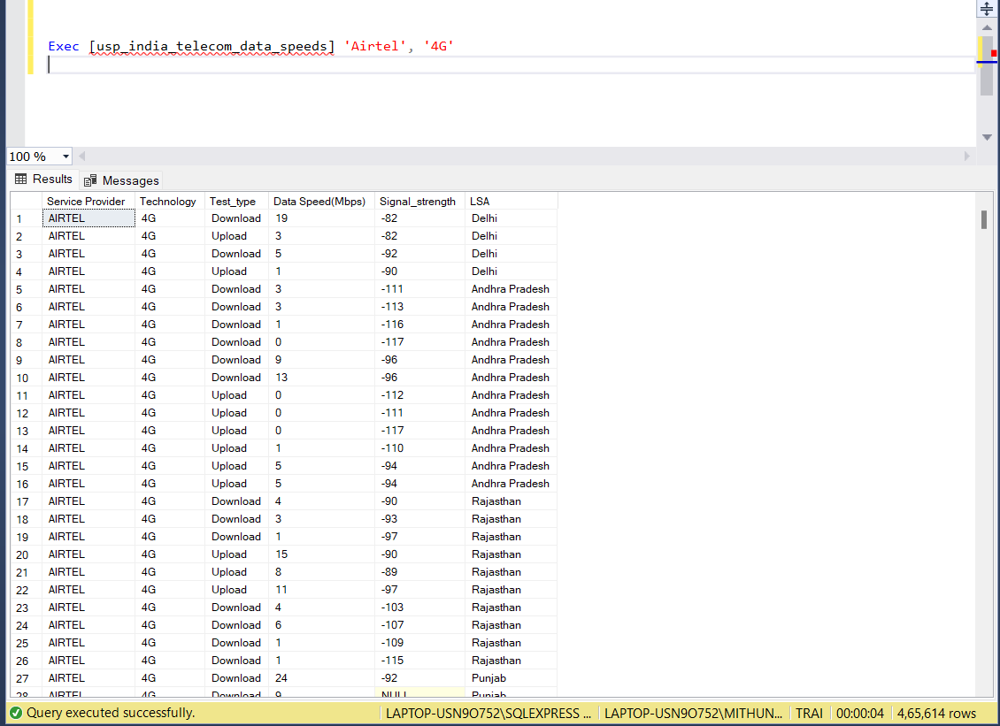 Exec [usp_india_telecom_data_speeds] 'Airtel', '4G'
100 %
Results Messages
Service Provider Technology Test_type Data Speed(Mbps) Signal_strength LSA
1 AIRTEL 4G Download 19 -82 Delhi
2 AIRTEL 4G Upload 3 -82 Delhi
3 AIRTEL 4G Download 5 -92 Delhi
4 AIRTEL 4G Upload 1 -90 Delhi
5 AIRTEL 4G Download 3 -111 Andhra Pradesh
6 AIRTEL 4G Download 3 -113 Andhra Pradesh
7 AIRTEL 4G Download 1 -116 Andhra Pradesh
8 AIRTEL 4G Download 0 -117 Andhra Pradesh
9 AIRTEL 4G Download 9 -96 Andhra Pradesh
10 AIRTEL 4G Download 13 -96 Andhra Pradesh
11 AIRTEL 4G Upload 0 -112 Andhra Pradesh
12 AIRTEL 4G Upload 0 -111 Andhra Pradesh
13 AIRTEL 4G Upload 0 -117 Andhra Pradesh
14 AIRTEL 4G Upload 1 -110 Andhra Pradesh
15 AIRTEL 4G Upload 5 -94 Andhra Pradesh
16 AIRTEL 4G Upload 5 -94 Andhra Pradesh
17 AIRTEL 4G Download 4 -90 Rajasthan
18 AIRTEL 4G Download 3 -93 Rajasthan
19 AIRTEL 4G Download 1 -97 Rajasthan
20 AIRTEL 4G Upload 15 -90 Rajasthan
21 AIRTEL 4G Upload 8 -89 Rajasthan
22 AIRTEL 4G Upload 11 -97 Rajasthan
23 AIRTEL 4G Download 4 -103 Rajasthan
24 AIRTEL 4G Download 6 -107 Rajasthan
25 AIRTEL 4G Download 1 -109 Rajasthan
26 AIRTEL 4G Download 1 -115 Rajasthan
27 AIRTEL 4G Download 24 -92 Punjab
28 AIRTEL 4G Download 9 NULL Punjab
Query executed successfully. LAPTOP-USN9O752\SQLEXPRESS ... LAPTOP-USN9O752\MITHUN... TRAI 00:00:04 4,65,614 rows